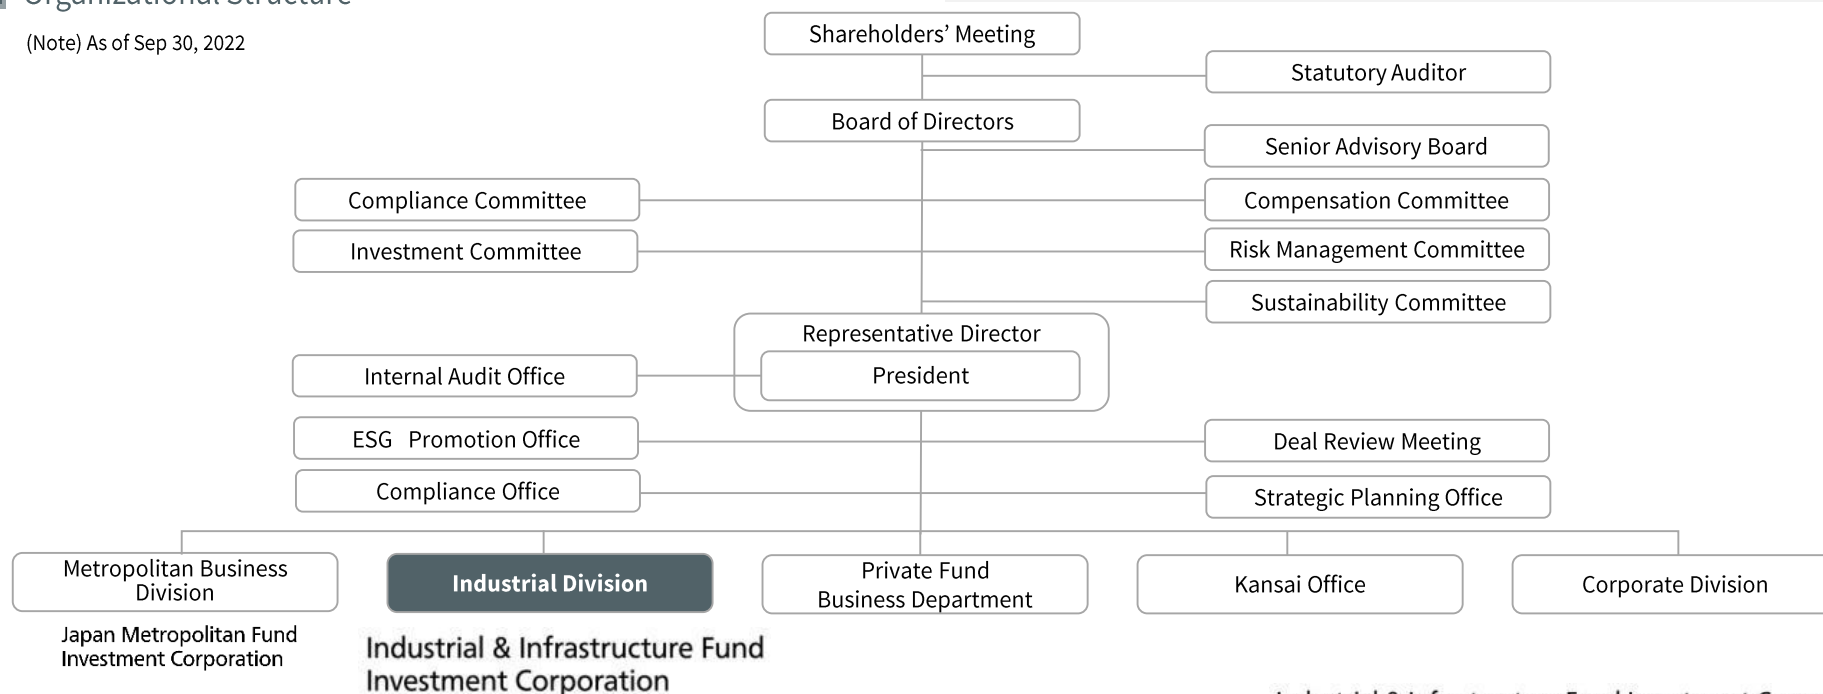 Organizational Structure
(Note) As of Sep 30, 2022
Shareholders’ Meeting
Statutory Auditor
Board of Directors
Senior Advisory Board
Compliance Committee
Compensation Committee
Investment Committee
Risk Management Committee
Sustainability Committee
Representative Director
President
Internal Audit Office
ESG Promotion Office
Deal Review Meeting
Compliance Office
Strategic Planning Office
Metropolitan Business
Division
Industrial Division
Private Fund
Business Department
Kansai Office
Corporate Division
Japan Metropolitan Fund
Investment Corporation
Industrial & Infrastructure Fund
Investment Corporation